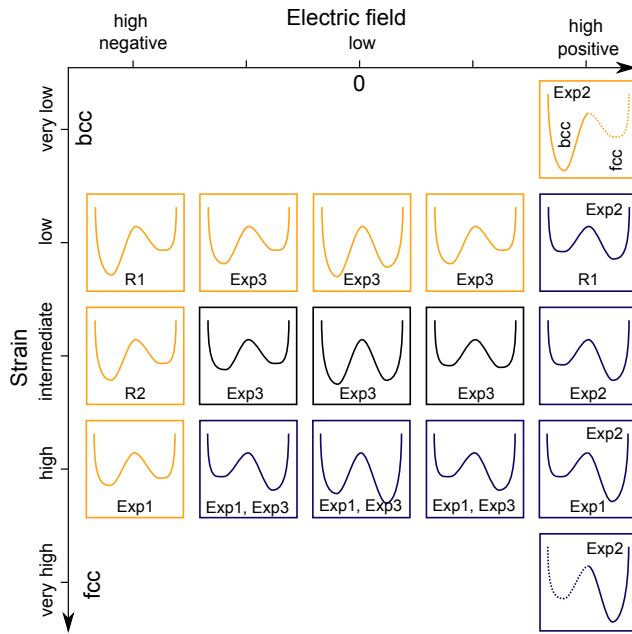 Electric field
high
negative
low
high
positive
0
Strain
very low
bcc
Exp2
bcc
fcc
low
R1
Exp3
Exp3
Exp3
Exp2
R1
intermediate
R2
Exp3
Exp3
Exp3
Exp2
high
Exp1
Exp1, Exp3
Exp1, Exp3
Exp1, Exp3
Exp2
Exp1
very high
fcc
Exp2